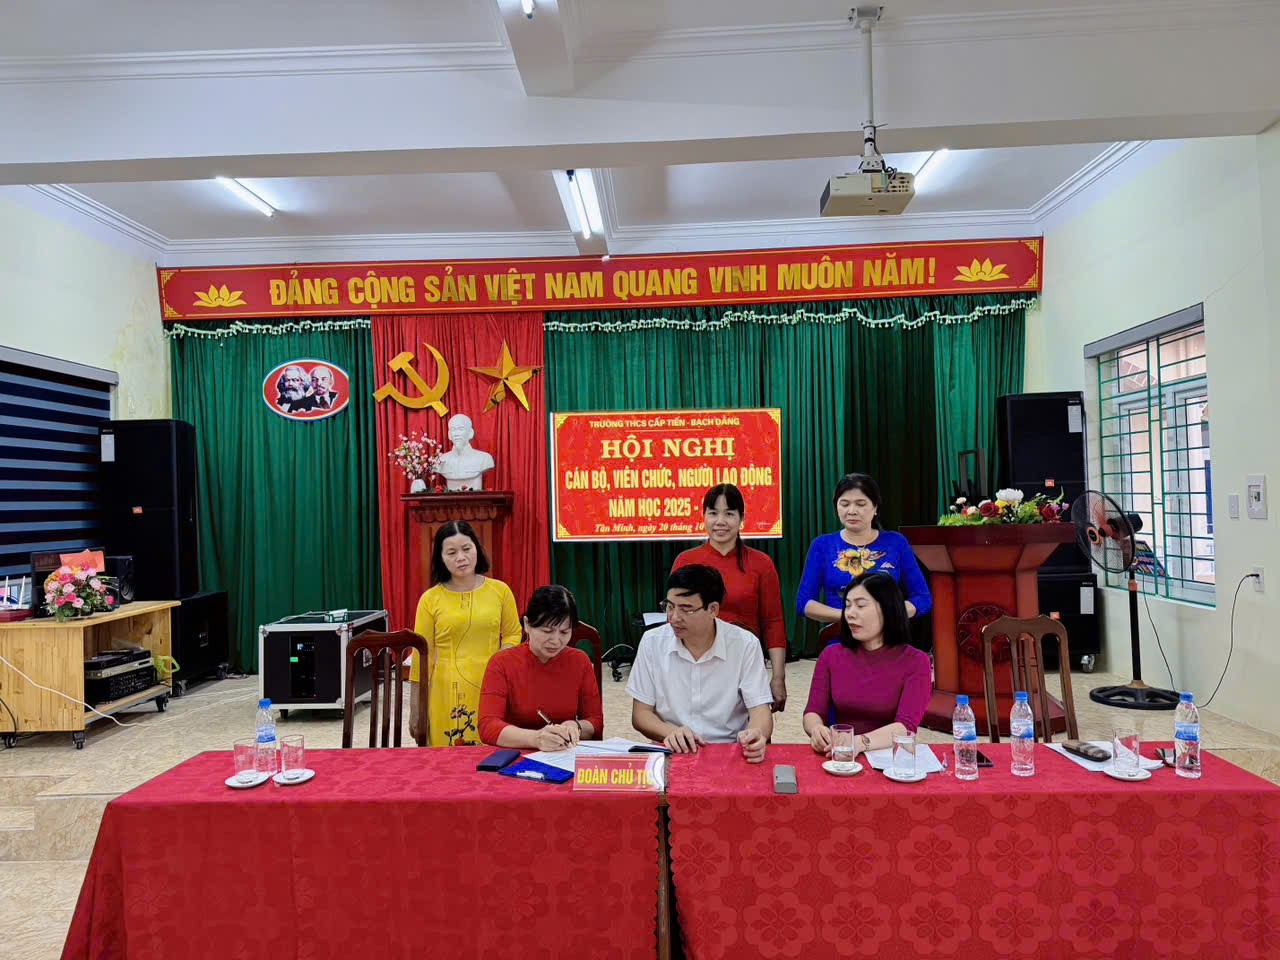 ĐẢNG CỘNG SẢN VIỆT NAM QUANG VINH MUÔN NĂM!
TRƯỜNG THCS CẤP TIẾN - BẠCH ĐẰNG
HỘI NGHỊ
CÁN BỘ, VIÊN CHỨC, NGƯỜI LAO ĐỘNG
NĂM HỌC 2025 -
Tân Minh, ngày 20 tháng 10
ĐOÀN CHỦ